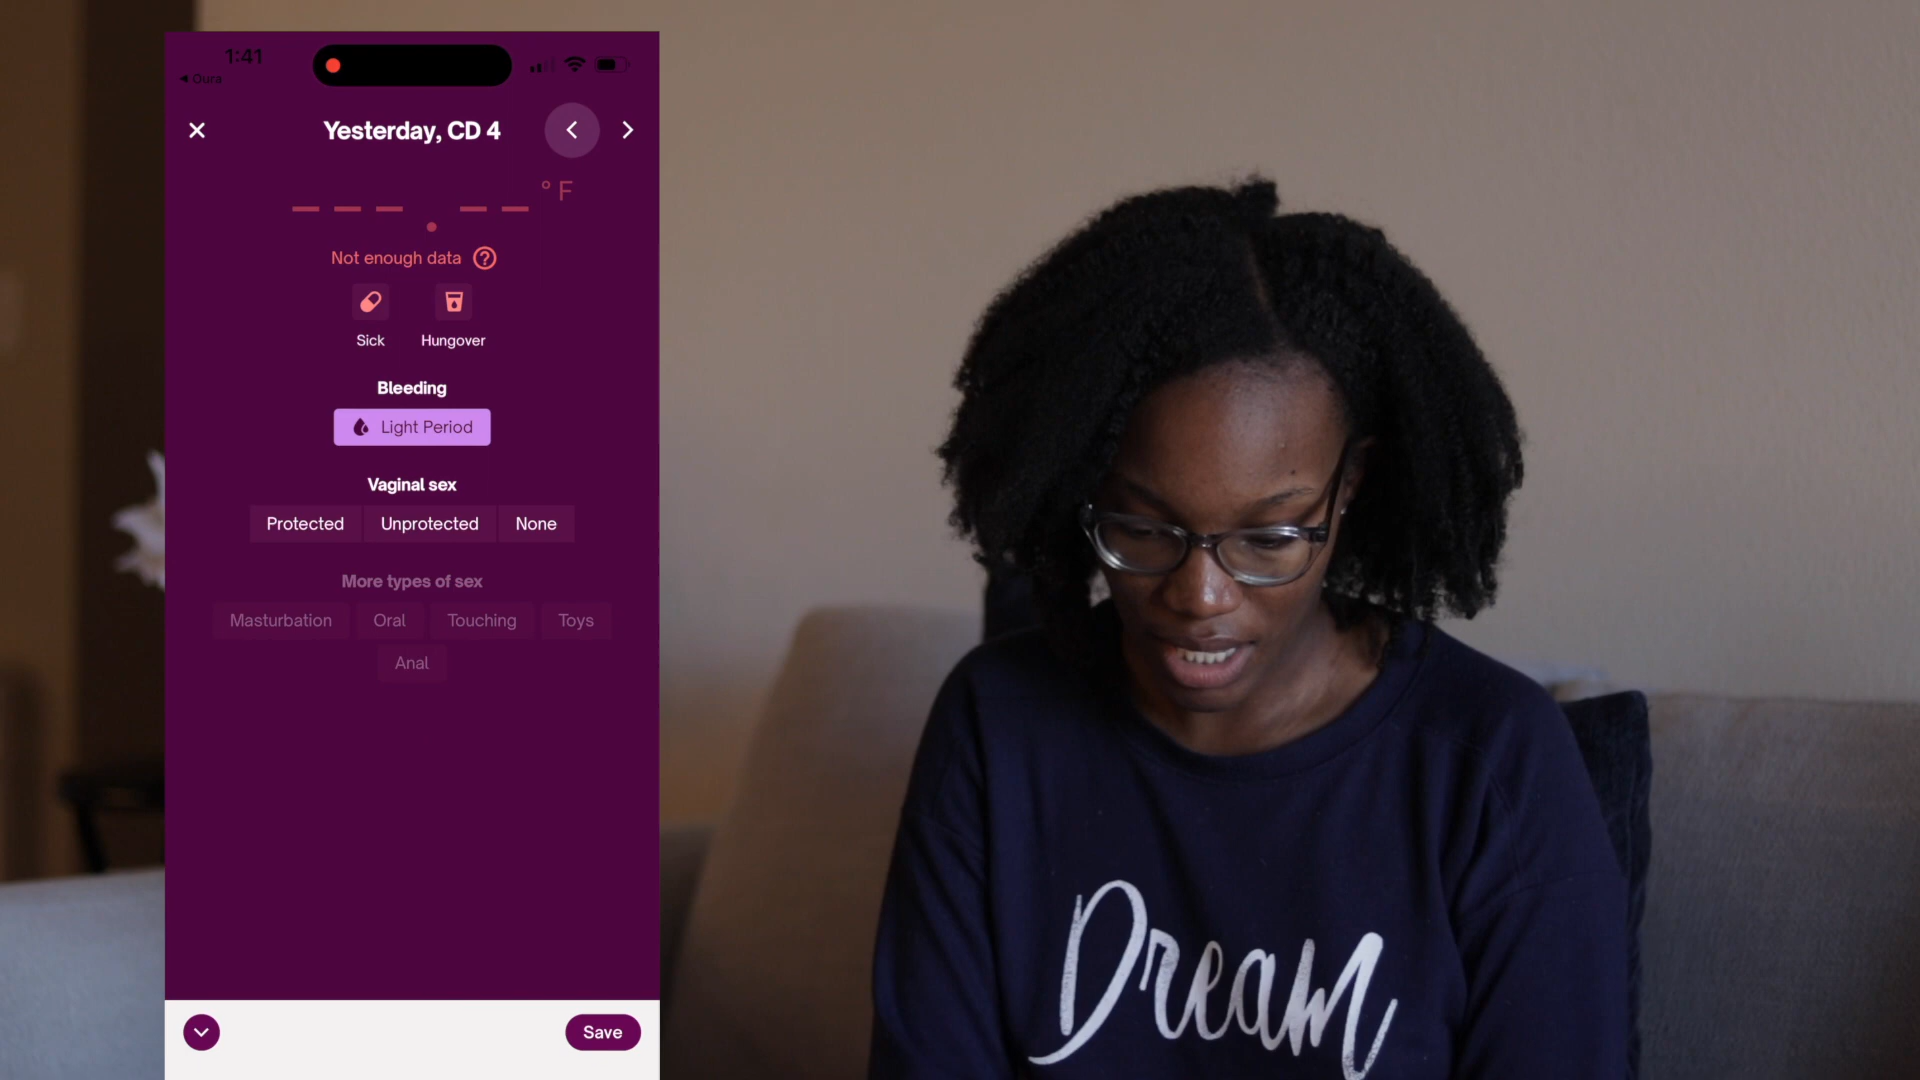 1:41
◀ Oura
Yesterday, CD 4
_ _ _ . _ _ ° F
Not enough data ?
Sick Hungover
Bleeding
Light Period
Vaginal sex
Protected Unprotected None
More types of sex
Masturbation Oral Touching Toys
Anal
Save
Dream